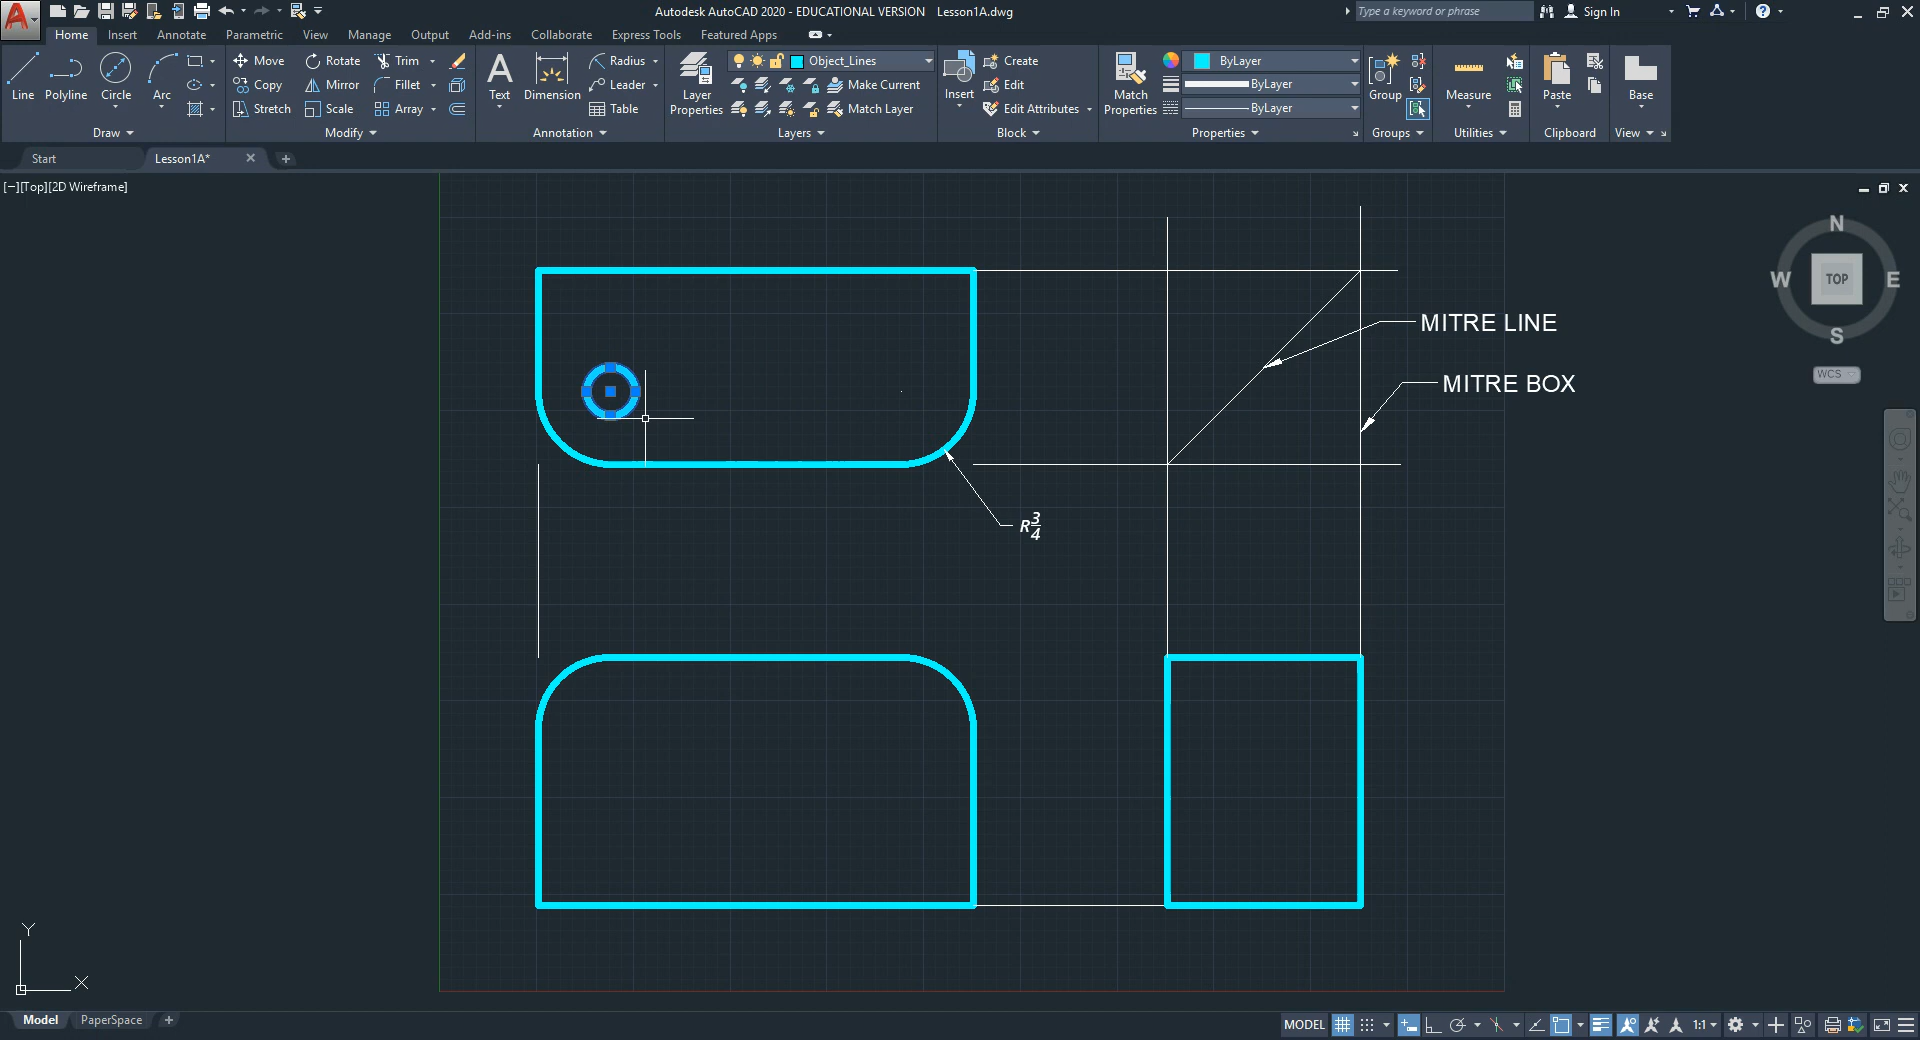 A
Autodesk AutoCAD 2020 - EDUCATIONAL VERSION Lesson1A.dwg
Type a keyword or phrase
Sign In
?
Home Insert Annotate Parametric View Manage Output Add-ins Collaborate Express Tools Featured Apps
Line Polyline Circle Arc
Draw
Move Rotate Trim
Copy Mirror Fillet
Stretch Scale Array
Modify
A
Text Dimension
Radius
Leader
Table
Annotation
Layer Properties
Object_Lines
Make Current
Match Layer
Layers
Insert
Create
Edit
Edit Attributes
Block
Match Properties
ByLayer
ByLayer
ByLayer
Properties
Group
Groups
Measure
Utilities
Paste
Clipboard
Base
View
Start Lesson1A*
[−][Top][2D Wireframe]
N
W TOP E
S
WCS
MITRE LINE
MITRE BOX
R3/4
Y
X
Model PaperSpace
MODEL 1:1